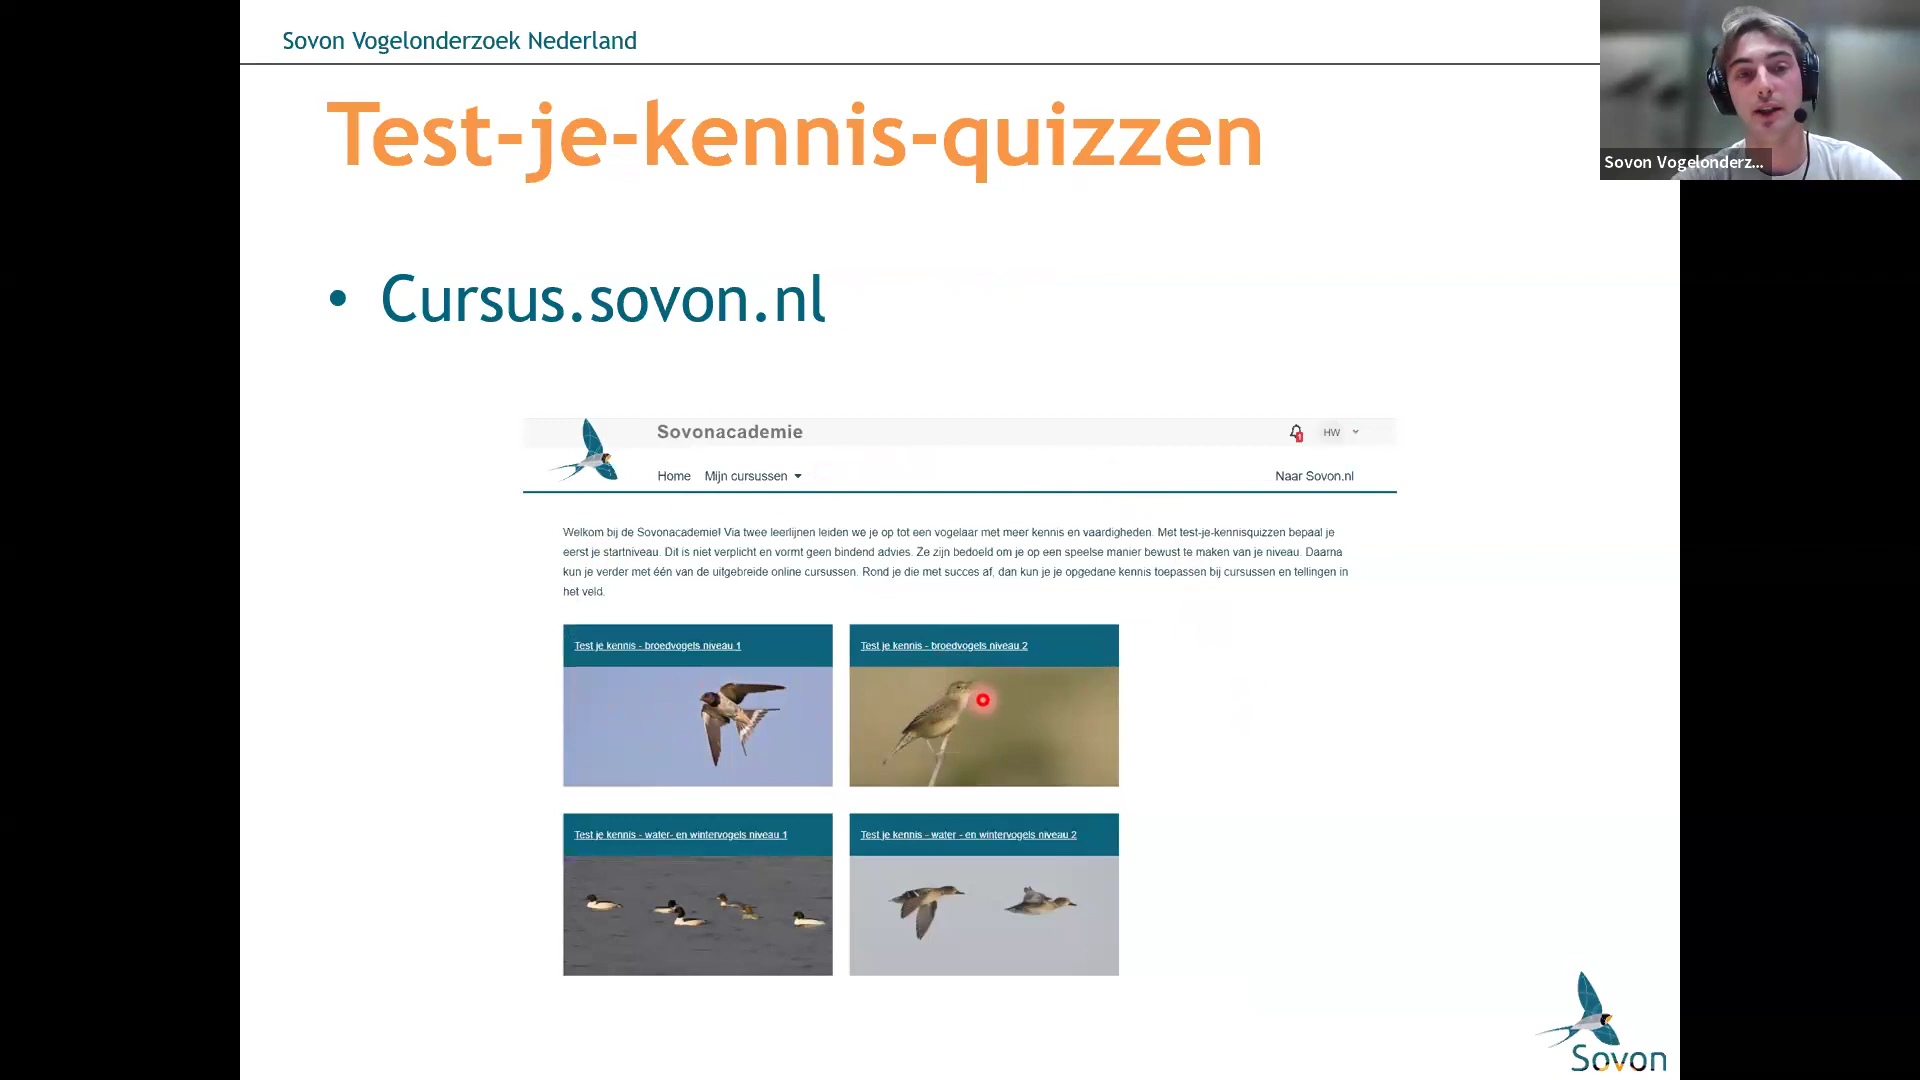 Sovon Vogelonderzoek Nederland
Sovon Vogelonderz...
Test-je-kennis-quizzen
• Cursus.sovon.nl
Sovonacademie
1
HW
Home
Mijn cursussen
Naar Sovon.nl
Welkom bij de Sovonacademie! Via twee leerlijnen leiden we je op tot een vogelaar met meer kennis en vaardigheden. Met test-je-kennisquizzen bepaal je
eerst je startniveau. Dit is niet verplicht en vormt geen bindend advies. Ze zijn bedoeld om je op een speelse manier bewust te maken van je niveau. Daarna
kun je verder met één van de uitgebreide online cursussen. Rond je die met succes af, dan kun je je opgedane kennis toepassen bij cursussen en tellingen in
het veld.
Test je kennis - broedvogels niveau 1
Test je kennis - broedvogels niveau 2
Test je kennis - water- en wintervogels niveau 1
Test je kennis - water - en wintervogels niveau 2
Sovon